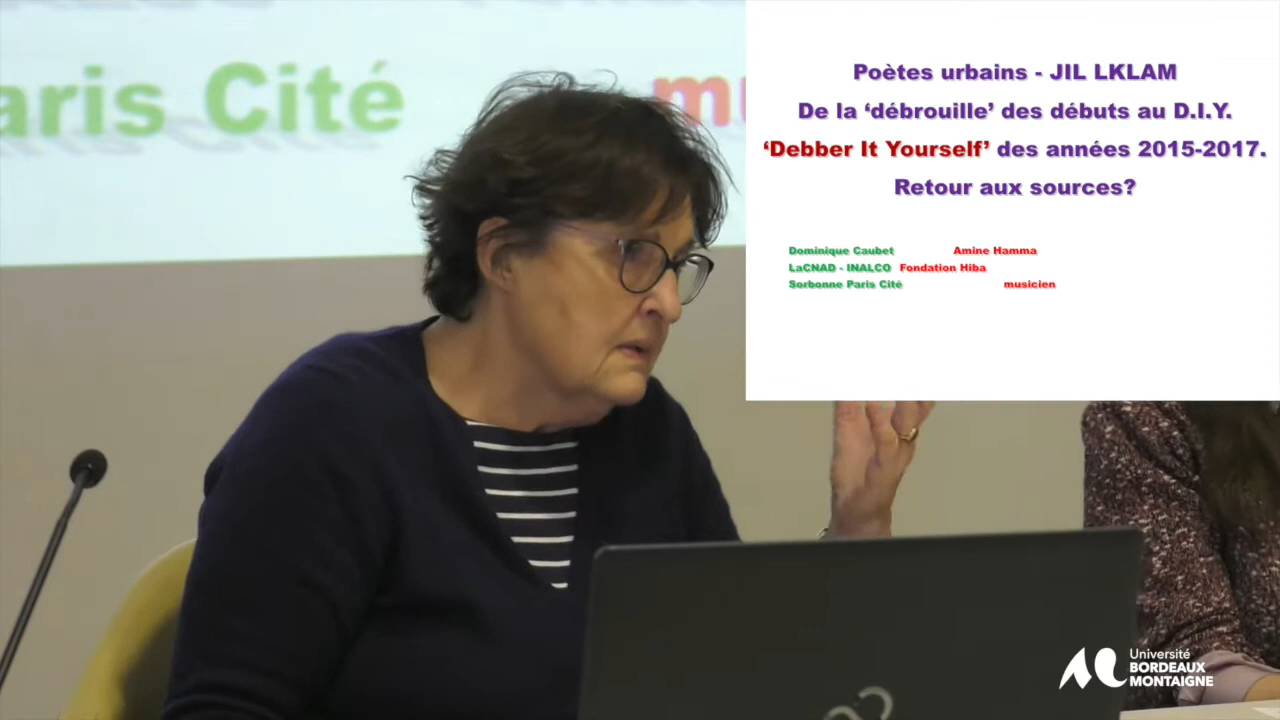 aris Cité
Poètes urbains - JIL LKLAM
De la ‘débrouille’ des débuts au D.I.Y.
‘Debber It Yourself’ des années 2015-2017.
Retour aux sources?
Dominique Caubet Amine Hamma
LaCNAD - INALCO Fondation Hiba
Sorbonne Paris Cité musicien
Université
BORDEAUX
MONTAIGNE